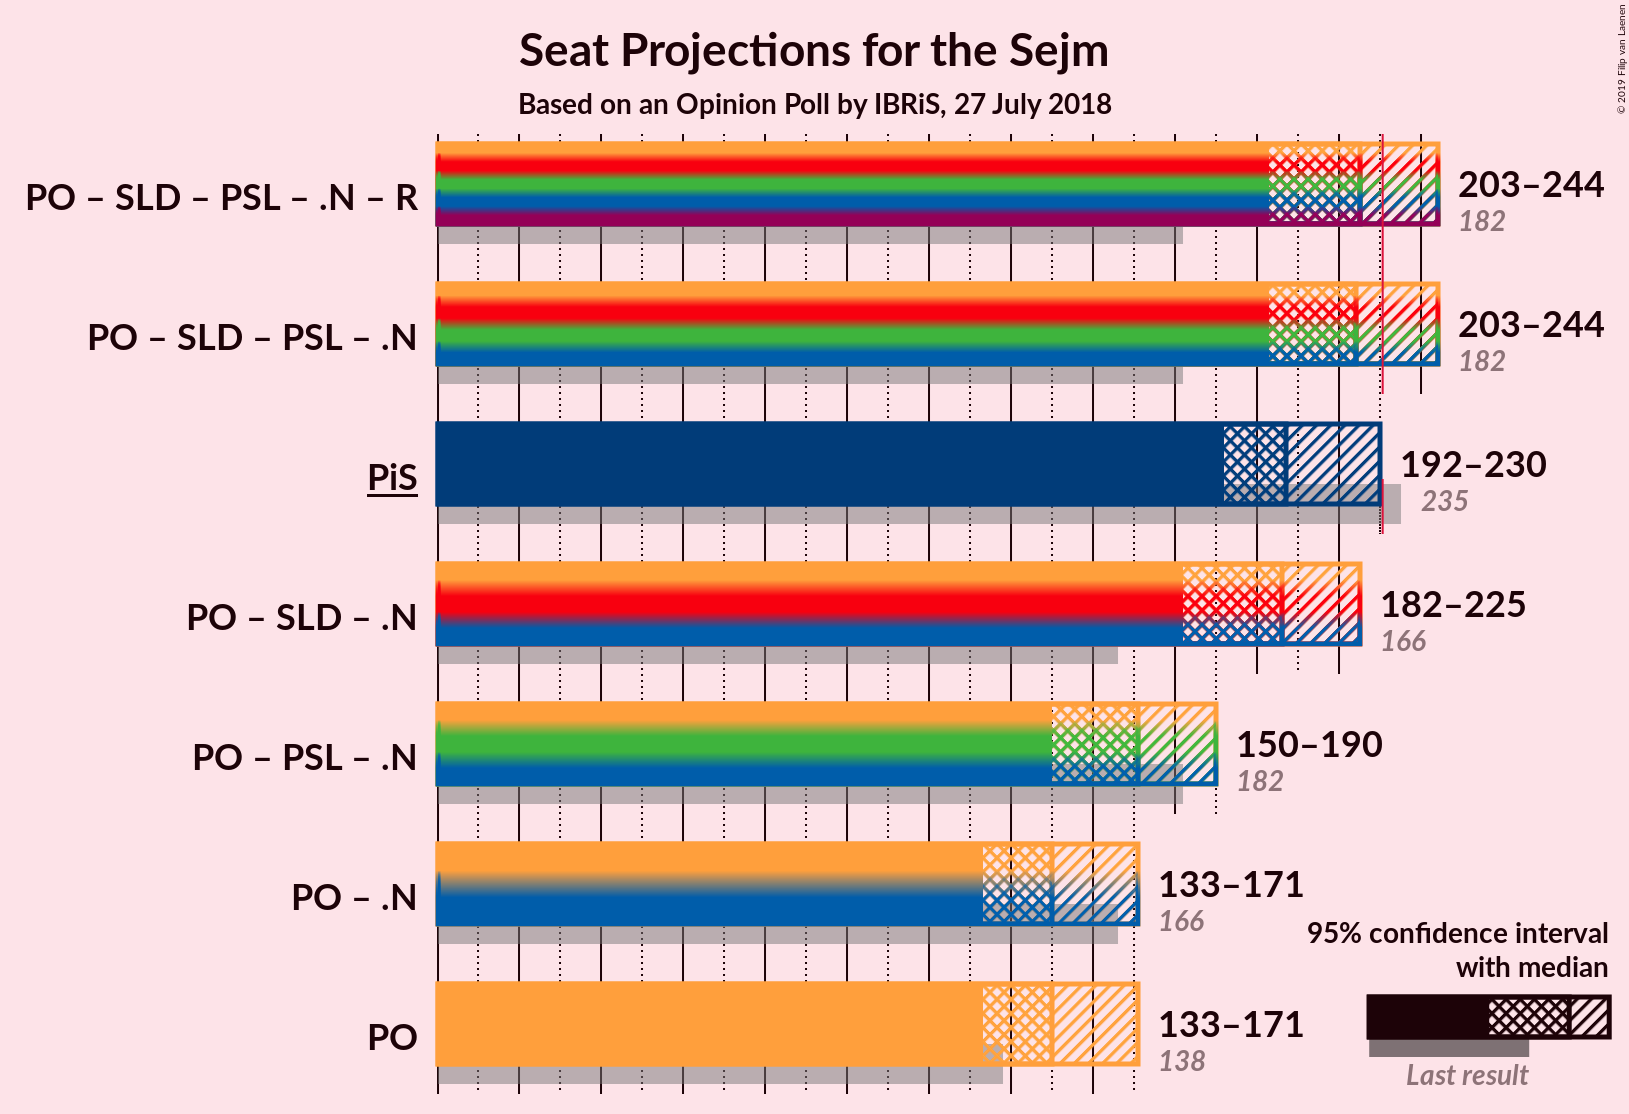 Seat Projections for the Sejm
Based on an Opinion Poll by IBRiS, 27 July 2018
© 2019 Filip van Laenen
PO – SLD – PSL – .N – R
203–244
182
PO – SLD – PSL – .N
203–244
182
PiS
192–230
235
PO – SLD – .N
182–225
166
PO – PSL – .N
150–190
182
PO – .N
133–171
166
PO
133–171
138
95% confidence interval
with median
Last result